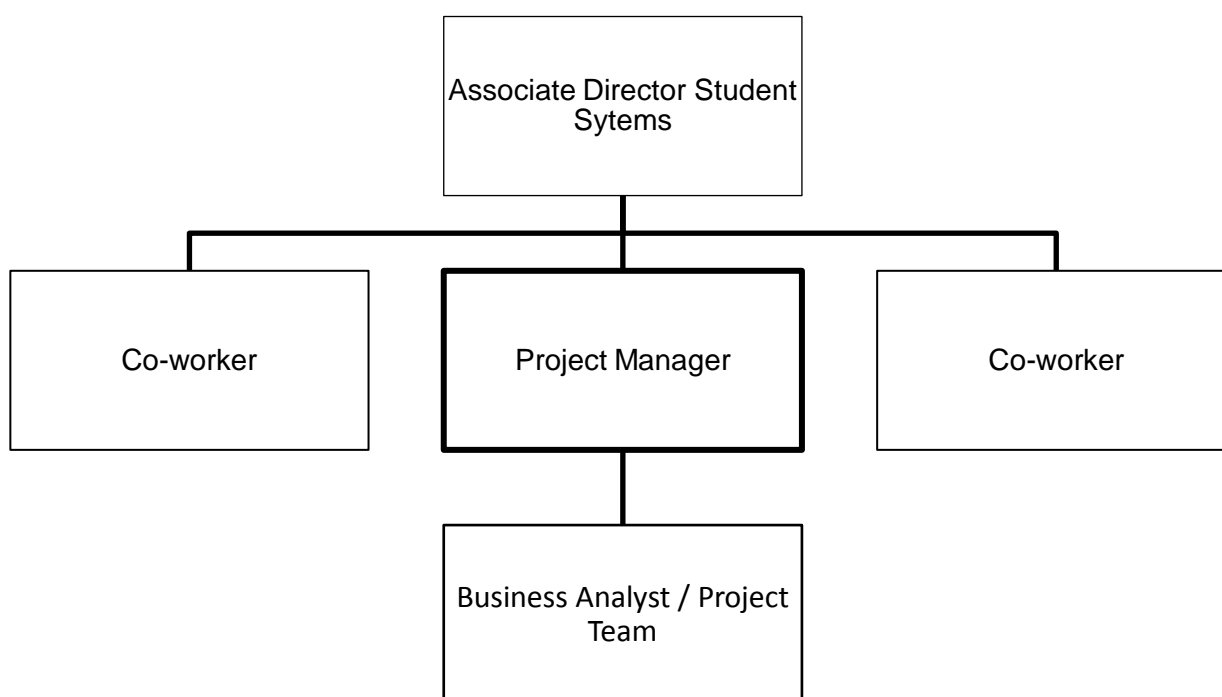 Associate Director Student
Sytems
Co-worker
Project Manager
Co-worker
Business Analyst / Project
Team